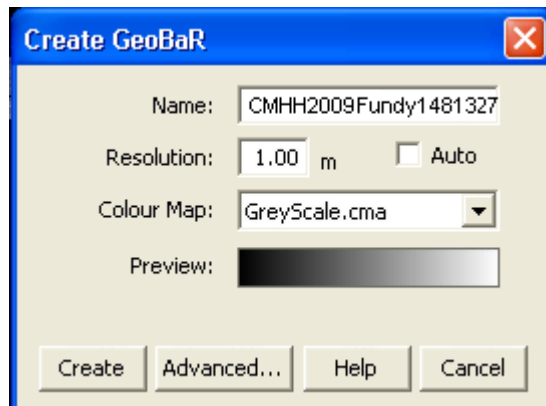 Create GeoBaR
Name: CMHH2009Fundy1481327
Resolution: 1.00 m Auto
Colour Map: GreyScale.cma
Preview:
Create Advanced... Help Cancel